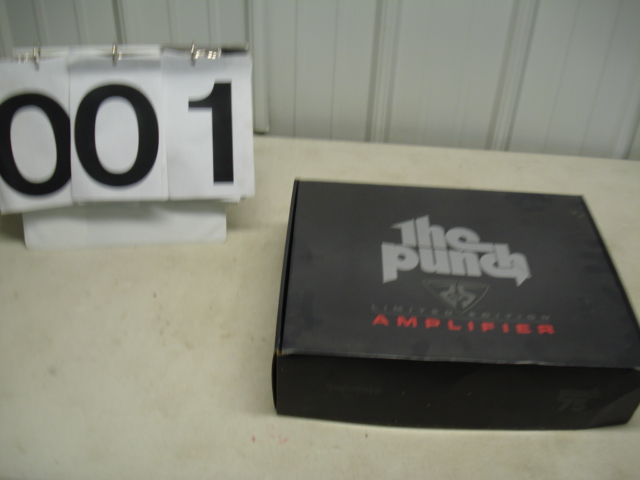 001
the punch
LIMITED EDITION
AMPLIFIER